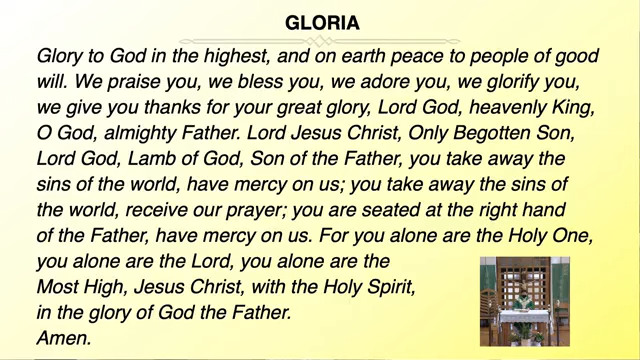 GLORIA
Glory to God in the highest, and on earth peace to people of good
will. We praise you, we bless you, we adore you, we glorify you,
we give you thanks for your great glory, Lord God, heavenly King,
O God, almighty Father. Lord Jesus Christ, Only Begotten Son,
Lord God, Lamb of God, Son of the Father, you take away the
sins of the world, have mercy on us; you take away the sins of
the world, receive our prayer; you are seated at the right hand
of the Father, have mercy on us. For you alone are the Holy One,
you alone are the Lord, you alone are the
Most High, Jesus Christ, with the Holy Spirit,
in the glory of God the Father.
Amen.